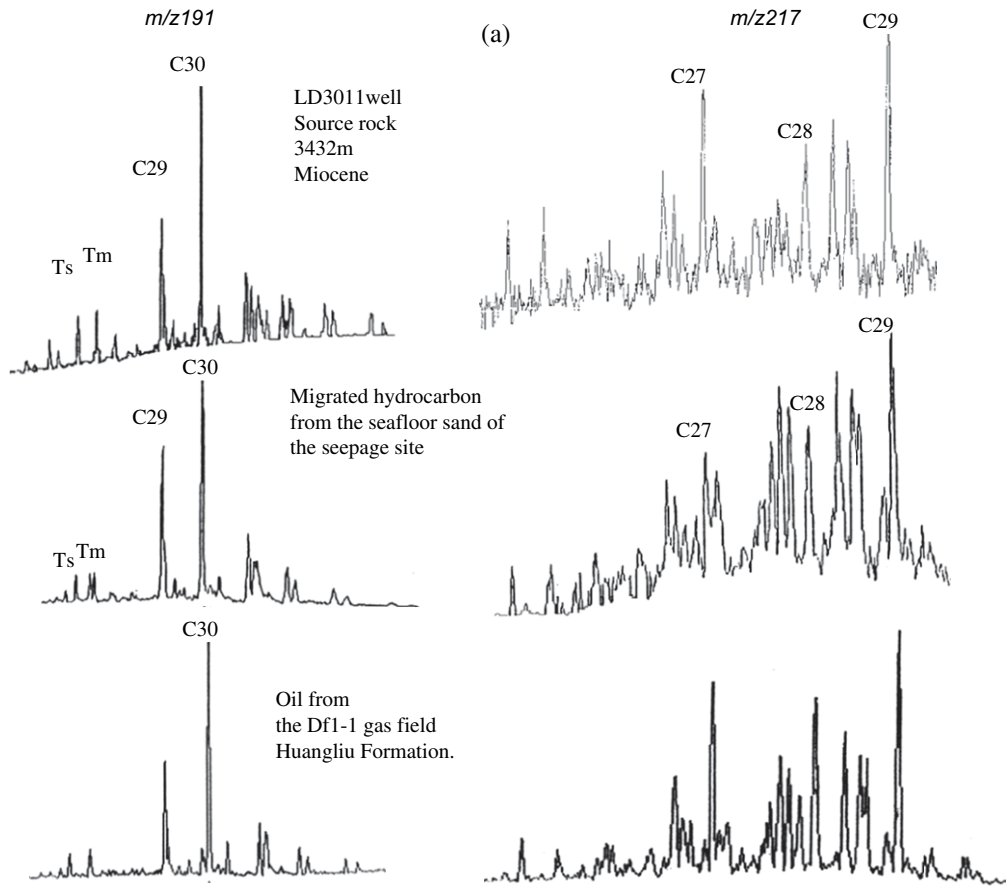 m/z191
(a)
m/z217
C30
LD3011well
Source rock
3432m
Miocene
C29
Ts
Tm
C27
C28
C29
C30
C29
Migrated hydrocarbon
from the seafloor sand of
the seepage site
Ts
Tm
C27
C28
C29
C30
Oil from
the Df1-1 gas field
Huangliu Formation.